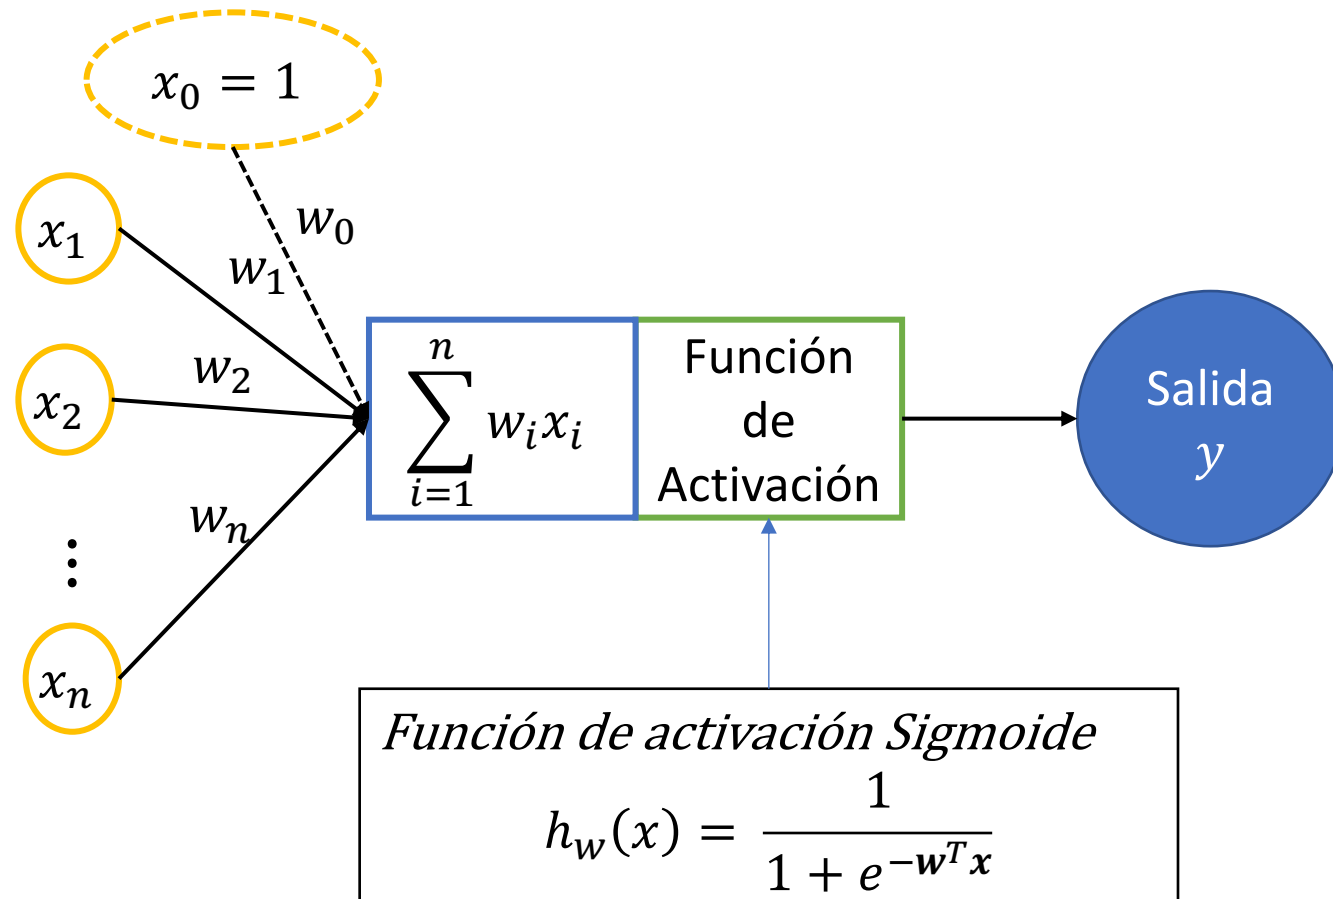 x₀ = 1
w₀
x₁
w₁
x₂
w₂
wₙ
⋮
xₙ
n
∑ wᵢxᵢ
i=1
Función
de
Activación
Salida
y
Función de activación Sigmoide
1
h_w(x) = ―
1 + e^{-w^T x}